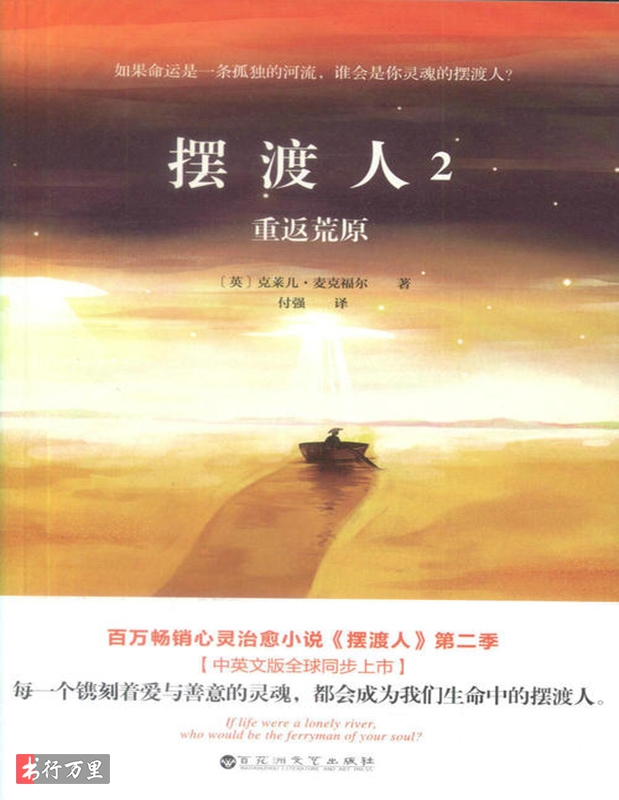 如果命运是一条孤独的河流，谁会是你灵魂的摆渡人？
摆渡人2
重返荒原
［英］克莱儿·麦克福尔 著
付强 译
百万畅销心灵治愈小说《摆渡人》第二季
【中英文版全球同步上市】
每一个镌刻着爱与善意的灵魂，都会成为我们生命中的摆渡人。
If life were a lonely river,
who would be the ferryman of your soul?
百花洲文艺出版社
BAIHUAZHOU LITERATURE AND ART PRESS
书行万里